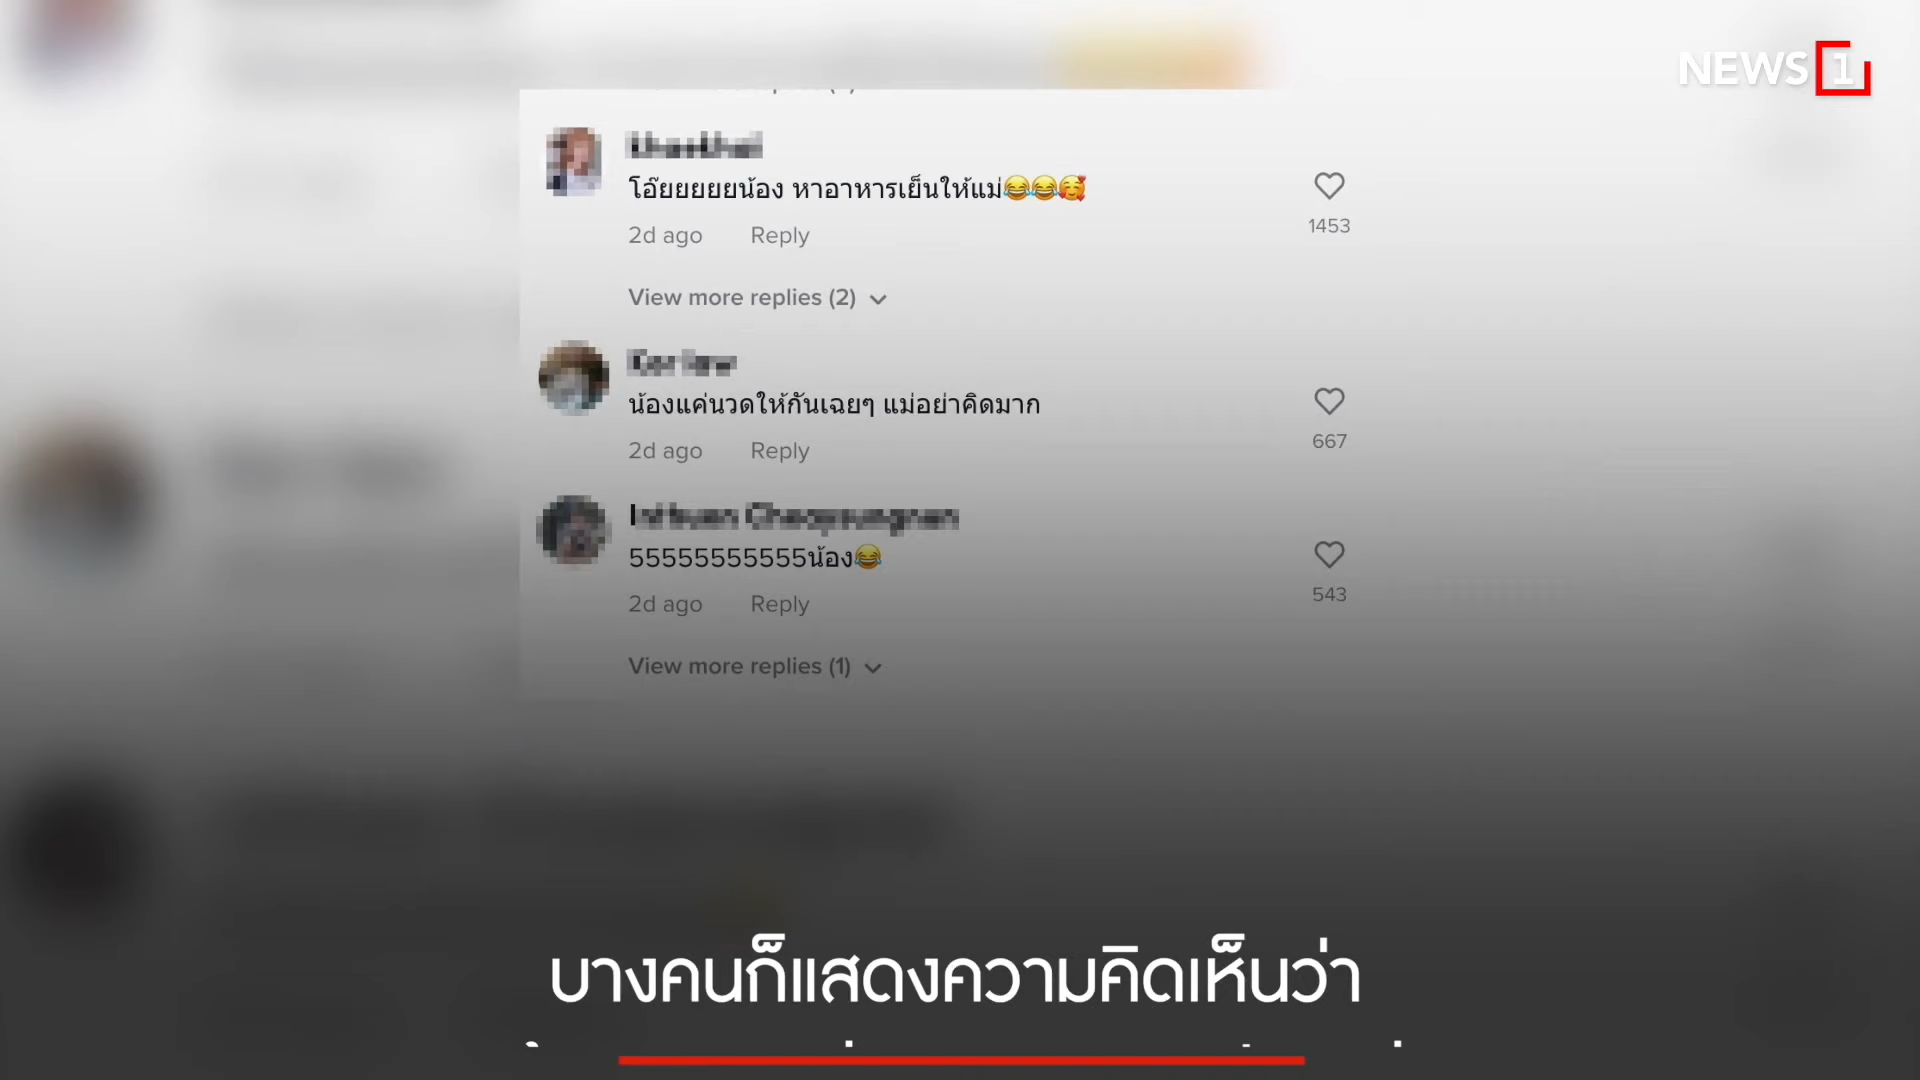 NEWS 1
โอ๊ยยยยยน้อง หาอาหารเย็นให้แม่😂😂🥰
1453
2d ago Reply
View more replies (2)
น้องแค่นวดให้กันเฉยๆ แม่อย่าคิดมาก
667
2d ago Reply
55555555555น้อง😂
543
2d ago Reply
View more replies (1)
บางคนก็แสดงความคิดเห็นว่า